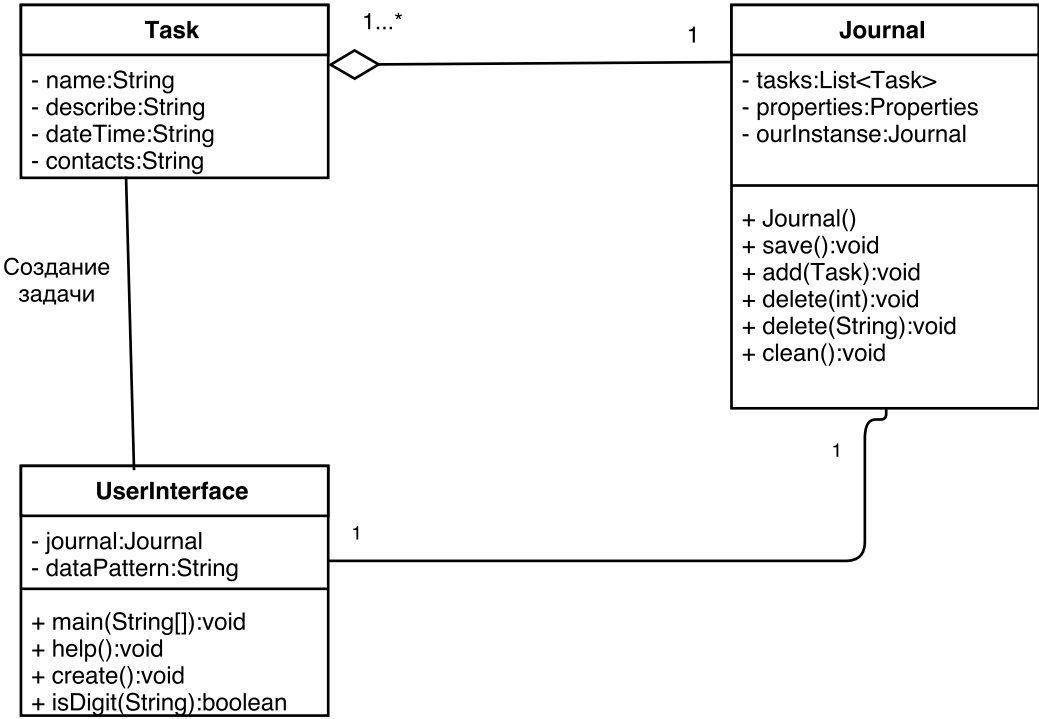 Task
- name:String
- describe:String
- dateTime:String
- contacts:String
1...*
1
Journal
- tasks:List<Task>
- properties:Properties
- ourInstanse:Journal
+ Journal()
+ save():void
+ add(Task):void
+ delete(int):void
+ delete(String):void
+ clean():void
Создание
задачи
1
1
UserInterface
- journal:Journal
- dataPattern:String
+ main(String[]):void
+ help():void
+ create():void
+ isDigit(String):boolean